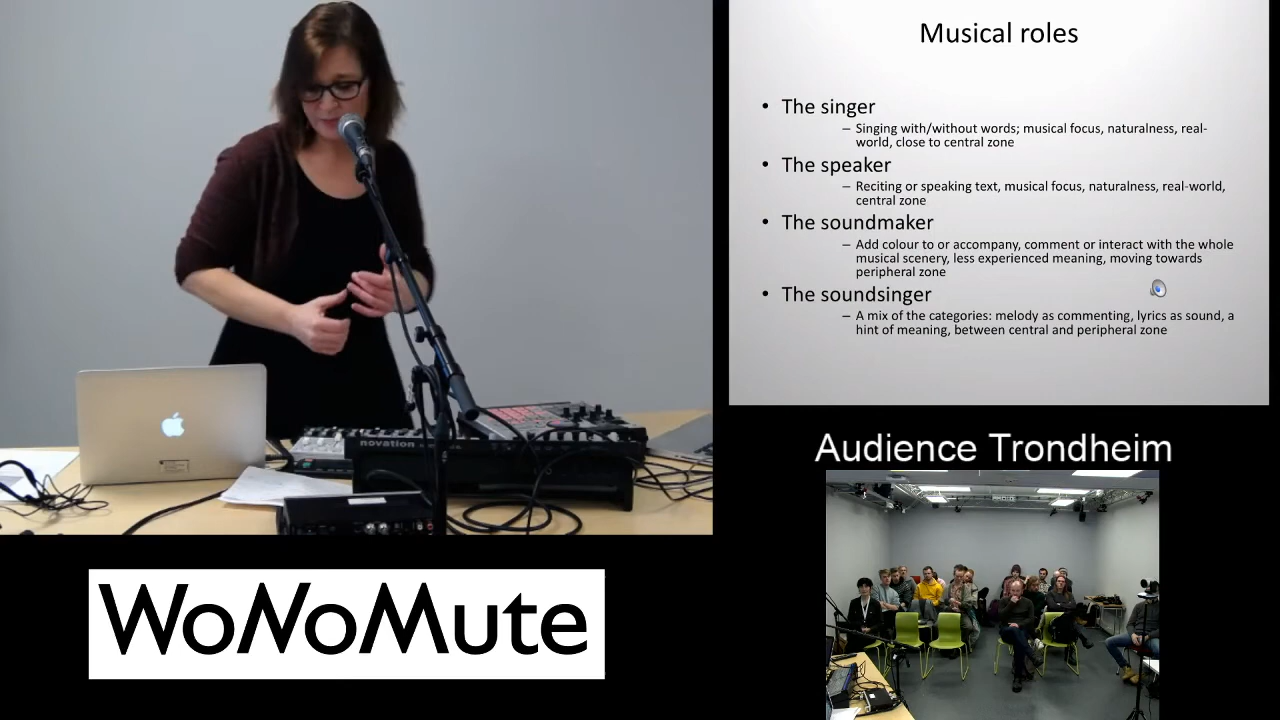 Musical roles
• The singer
– Singing with/without words; musical focus, naturalness, real-
world, close to central zone
• The speaker
– Reciting or speaking text, musical focus, naturalness, real-world,
central zone
• The soundmaker
– Add colour to or accompany, comment or interact with the whole
musical scenery, less experienced meaning, moving towards
peripheral zone
• The soundsinger
– A mix of the categories: melody as commenting, lyrics as sound, a
hint of meaning, between central and peripheral zone
novation
Audience Trondheim
WoNoMute